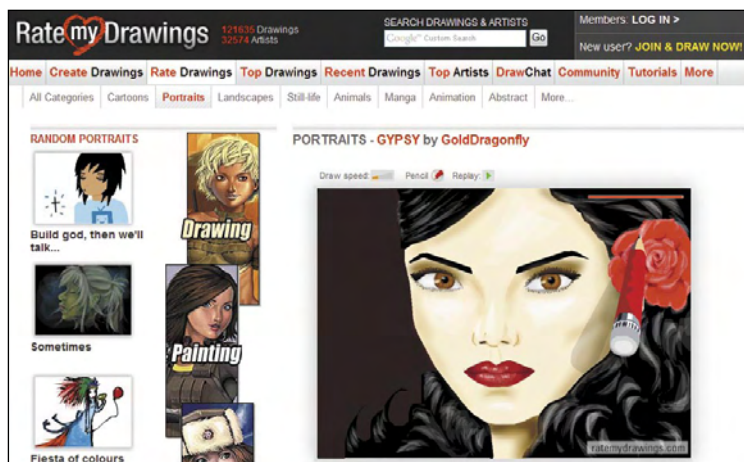 Rate my Drawings
121635 Drawings
32574 Artists
SEARCH DRAWINGS & ARTISTS
Google™ Custom Search
Go
Members: LOG IN >
New user? JOIN & DRAW NOW!
Home Create Drawings Rate Drawings Top Drawings Recent Drawings Top Artists DrawChat Community Tutorials More
All Categories Cartoons Portraits Landscapes Still-life Animals Manga Animation Abstract More...
RANDOM PORTRAITS
Build god, then we'll
talk...
Sometimes
Fiesta of colours
Drawing
Painting
PORTRAITS - GYPSY by GoldDragonfly
Draw speed: Pencil Replay:
ratemydrawings.com